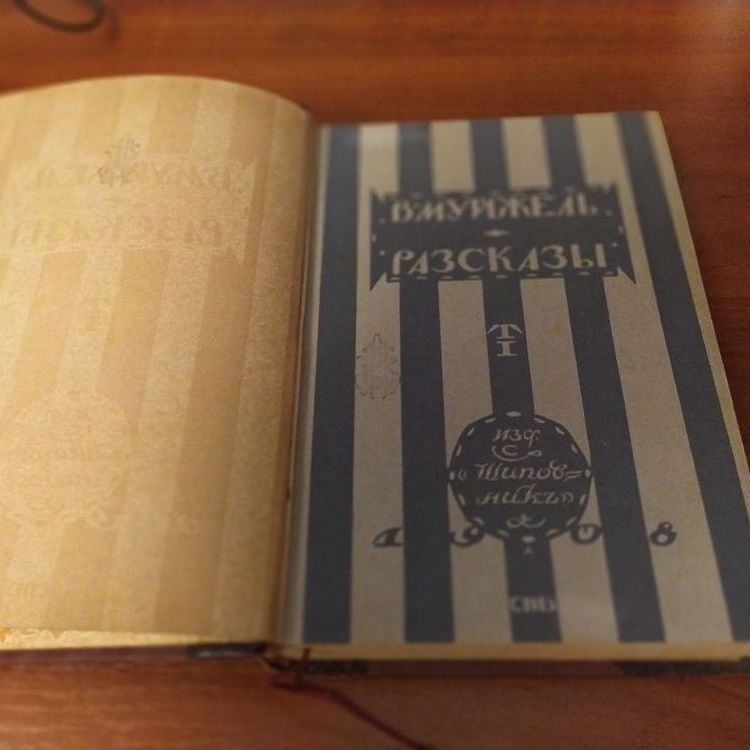 В·МУЙЖЕЛЬ
РАЗСКАЗЫ
Т
I
изд.
«Шипов=
никъ»
1908
СПБ